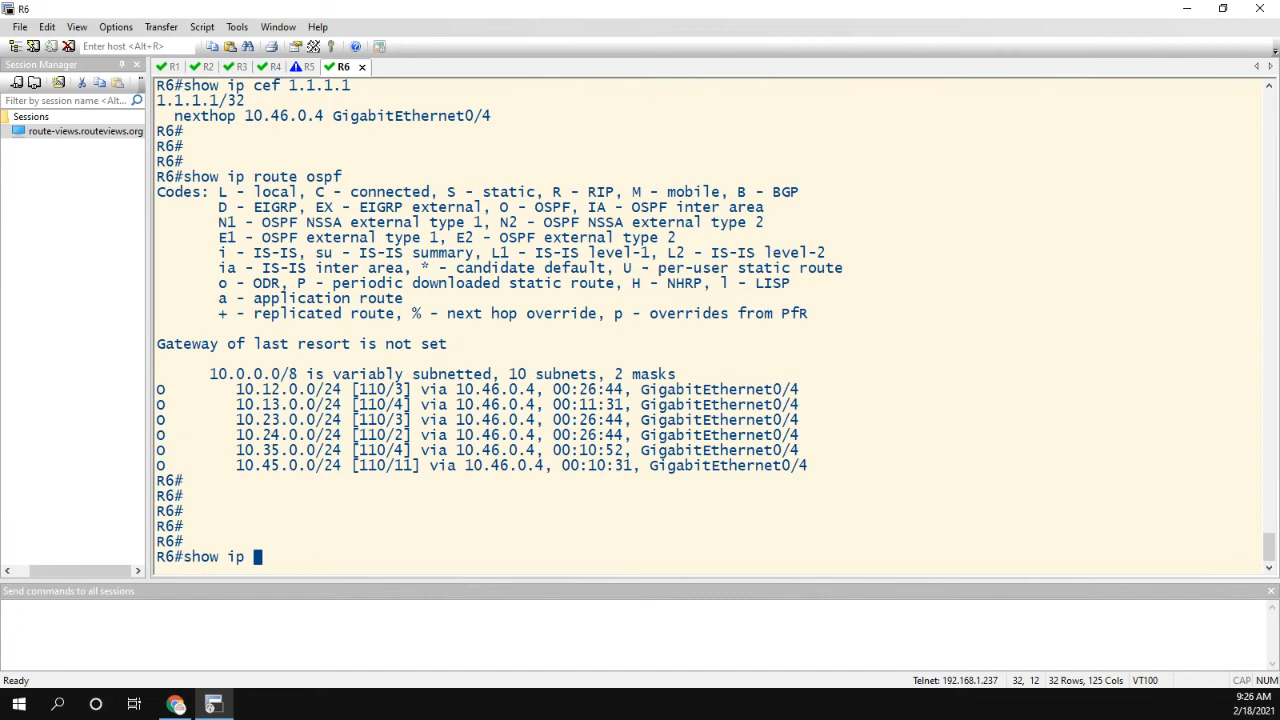 R6
File Edit View Options Transfer Script Tools Window Help
Enter host <Alt+R>
Session Manager
R1 R2 R3 R4 R5 R6
Filter by session name <Alt...
Sessions
route-views.routeviews.org
R6#show ip cef 1.1.1.1
1.1.1.1/32
  nexthop 10.46.0.4 GigabitEthernet0/4
R6#
R6#
R6#
R6#show ip route ospf
Codes: L - local, C - connected, S - static, R - RIP, M - mobile, B - BGP
       D - EIGRP, EX - EIGRP external, O - OSPF, IA - OSPF inter area
       N1 - OSPF NSSA external type 1, N2 - OSPF NSSA external type 2
       E1 - OSPF external type 1, E2 - OSPF external type 2
       i - IS-IS, su - IS-IS summary, L1 - IS-IS level-1, L2 - IS-IS level-2
       ia - IS-IS inter area, * - candidate default, U - per-user static route
       o - ODR, P - periodic downloaded static route, H - NHRP, l - LISP
       a - application route
       + - replicated route, % - next hop override, p - overrides from PfR
Gateway of last resort is not set
      10.0.0.0/8 is variably subnetted, 10 subnets, 2 masks
O        10.12.0.0/24 [110/3] via 10.46.0.4, 00:26:44, GigabitEthernet0/4
O        10.13.0.0/24 [110/4] via 10.46.0.4, 00:11:31, GigabitEthernet0/4
O        10.23.0.0/24 [110/3] via 10.46.0.4, 00:26:44, GigabitEthernet0/4
O        10.24.0.0/24 [110/2] via 10.46.0.4, 00:26:44, GigabitEthernet0/4
O        10.35.0.0/24 [110/4] via 10.46.0.4, 00:10:52, GigabitEthernet0/4
O        10.45.0.0/24 [110/11] via 10.46.0.4, 00:10:31, GigabitEthernet0/4
R6#
R6#
R6#
R6#
R6#
R6#show ip
Send commands to all sessions
Ready Telnet: 192.168.1.237 32, 12 32 Rows, 125 Cols VT100 CAP NUM
9:26 AM
2/18/2021